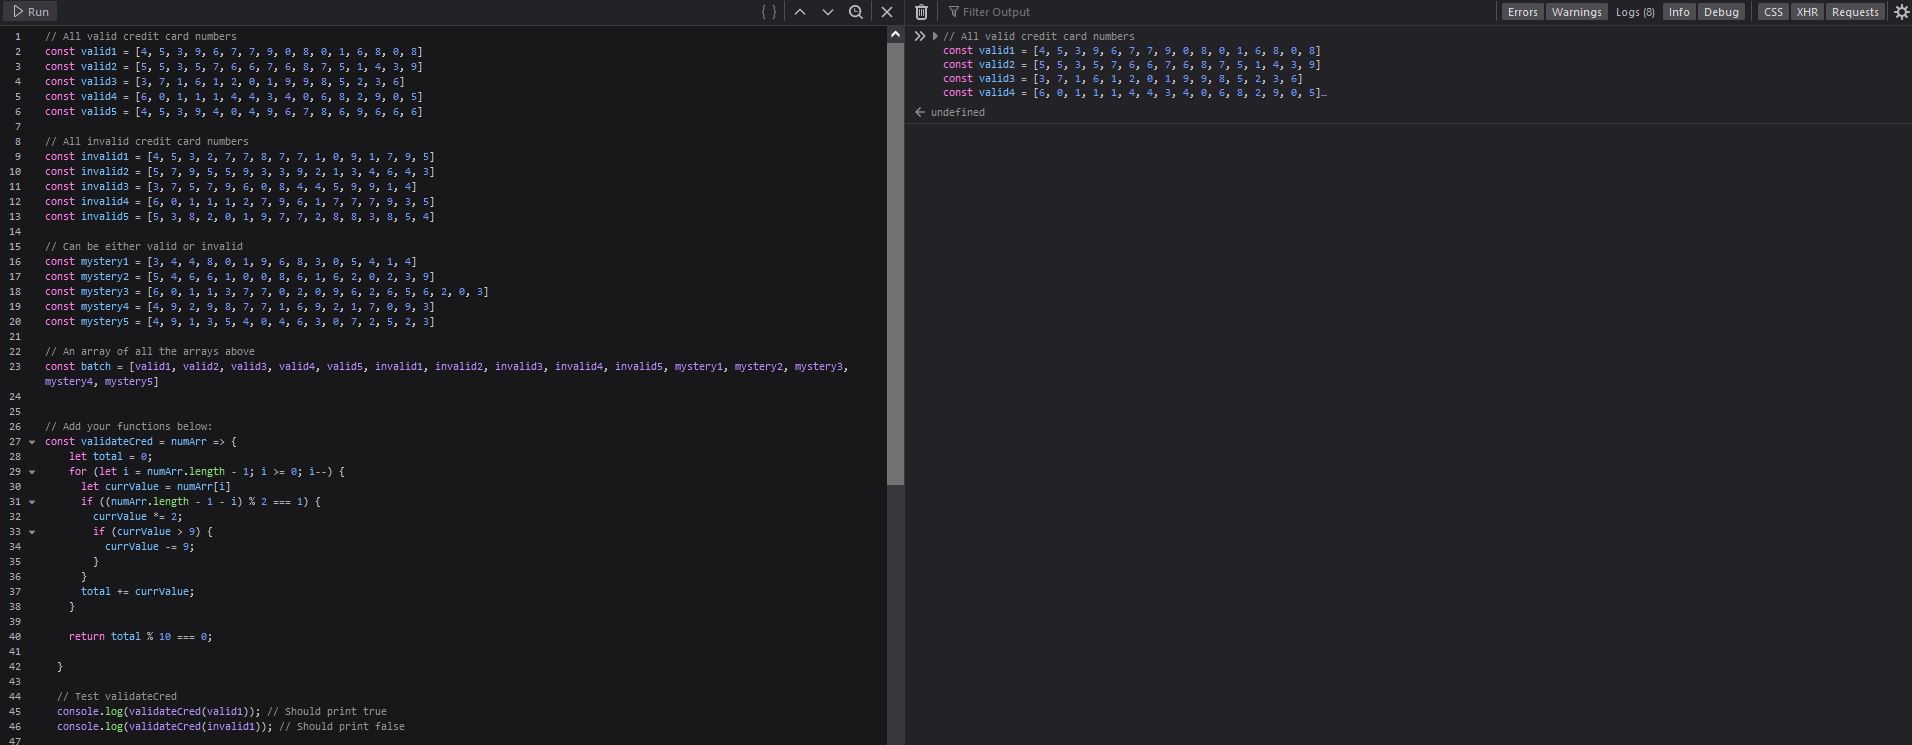 Run
{ }
Filter Output
Errors Warnings Logs (8) Info Debug CSS XHR Requests
1 // All valid credit card numbers
2 const valid1 = [4, 5, 3, 9, 6, 7, 7, 9, 0, 8, 0, 1, 6, 8, 0, 8]
3 const valid2 = [5, 5, 3, 5, 7, 6, 6, 7, 6, 8, 7, 5, 1, 4, 3, 9]
4 const valid3 = [3, 7, 1, 6, 1, 2, 0, 1, 9, 9, 8, 5, 2, 3, 6]
5 const valid4 = [6, 0, 1, 1, 1, 4, 4, 3, 4, 0, 6, 8, 2, 9, 0, 5]
6 const valid5 = [4, 5, 3, 9, 4, 0, 4, 9, 6, 7, 8, 6, 9, 6, 6, 6]
7
8 // All invalid credit card numbers
9 const invalid1 = [4, 5, 3, 2, 7, 7, 8, 7, 7, 1, 0, 9, 1, 7, 9, 5]
10 const invalid2 = [5, 7, 9, 5, 5, 9, 3, 3, 9, 2, 1, 3, 4, 6, 4, 3]
11 const invalid3 = [3, 7, 5, 7, 9, 6, 0, 8, 4, 4, 5, 9, 9, 1, 4]
12 const invalid4 = [6, 0, 1, 1, 1, 2, 7, 9, 6, 1, 7, 7, 7, 9, 3, 5]
13 const invalid5 = [5, 3, 8, 2, 0, 1, 9, 7, 7, 2, 8, 8, 3, 8, 5, 4]
14
15 // Can be either valid or invalid
16 const mystery1 = [3, 4, 4, 8, 0, 1, 9, 6, 8, 3, 0, 5, 4, 1, 4]
17 const mystery2 = [5, 4, 6, 6, 1, 0, 0, 8, 6, 1, 6, 2, 0, 2, 3, 9]
18 const mystery3 = [6, 0, 1, 1, 3, 7, 7, 0, 2, 0, 9, 6, 2, 6, 5, 6, 2, 0, 3]
19 const mystery4 = [4, 9, 2, 9, 8, 7, 7, 1, 6, 9, 2, 1, 7, 0, 9, 3]
20 const mystery5 = [4, 9, 1, 3, 5, 4, 0, 4, 6, 3, 0, 7, 2, 5, 2, 3]
21
22 // An array of all the arrays above
23 const batch = [valid1, valid2, valid3, valid4, valid5, invalid1, invalid2, invalid3, invalid4, invalid5, mystery1, mystery2, mystery3,
mystery4, mystery5]
24
25
26 // Add your functions below:
27 const validateCred = numArr => {
28 let total = 0;
29 for (let i = numArr.length - 1; i >= 0; i--) {
30 let currValue = numArr[i]
31 if ((numArr.length - 1 - i) % 2 === 1) {
32 currValue *= 2;
33 if (currValue > 9) {
34 currValue -= 9;
35 }
36 }
37 total += currValue;
38 }
39
40 return total % 10 === 0;
41
42 }
43
44 // Test validateCred
45 console.log(validateCred(valid1)); // Should print true
46 console.log(validateCred(invalid1)); // Should print false
47
// All valid credit card numbers
const valid1 = [4, 5, 3, 9, 6, 7, 7, 9, 0, 8, 0, 1, 6, 8, 0, 8]
const valid2 = [5, 5, 3, 5, 7, 6, 6, 7, 6, 8, 7, 5, 1, 4, 3, 9]
const valid3 = [3, 7, 1, 6, 1, 2, 0, 1, 9, 9, 8, 5, 2, 3, 6]
const valid4 = [6, 0, 1, 1, 1, 4, 4, 3, 4, 0, 6, 8, 2, 9, 0, 5]…
undefined